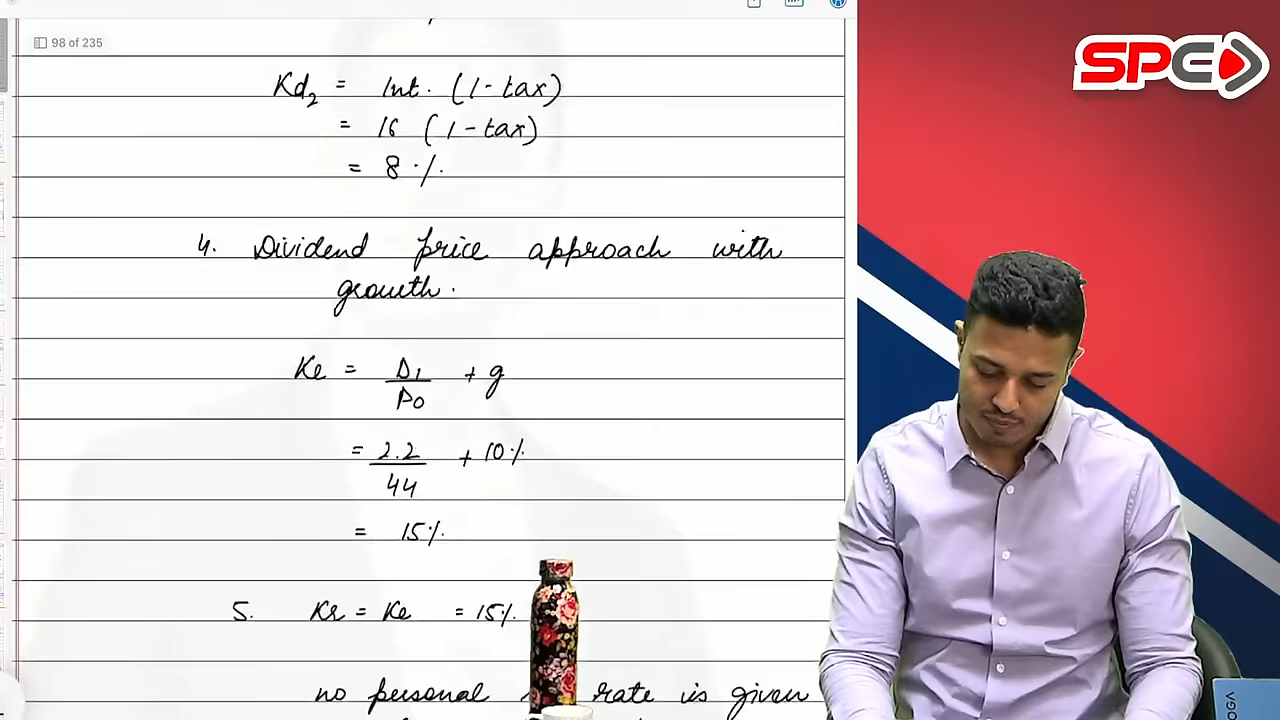 98 of 235
SPC
Kd2 = Int. (1 - tax)
= 16 (1 - tax)
= 8 %.
4. Dividend price approach with
growth.
Ke = D1/P0 + g
= 2.2/44 + 10%
= 15%.
5. Kr = Ke = 15%.
no personal rate is given
OGA